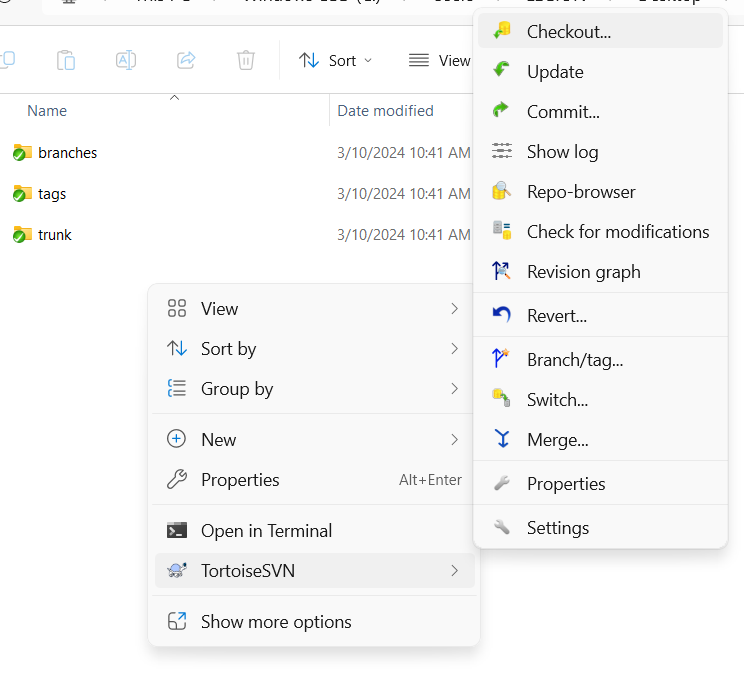 Sort
View
Name
Date modified
branches
3/10/2024 10:41 AM
tags
3/10/2024 10:41 AM
trunk
3/10/2024 10:41 AM
View
Sort by
Group by
New
Properties
Alt+Enter
Open in Terminal
TortoiseSVN
Show more options
Checkout...
Update
Commit...
Show log
Repo-browser
Check for modifications
Revision graph
Revert...
Branch/tag...
Switch...
Merge...
Properties
Settings